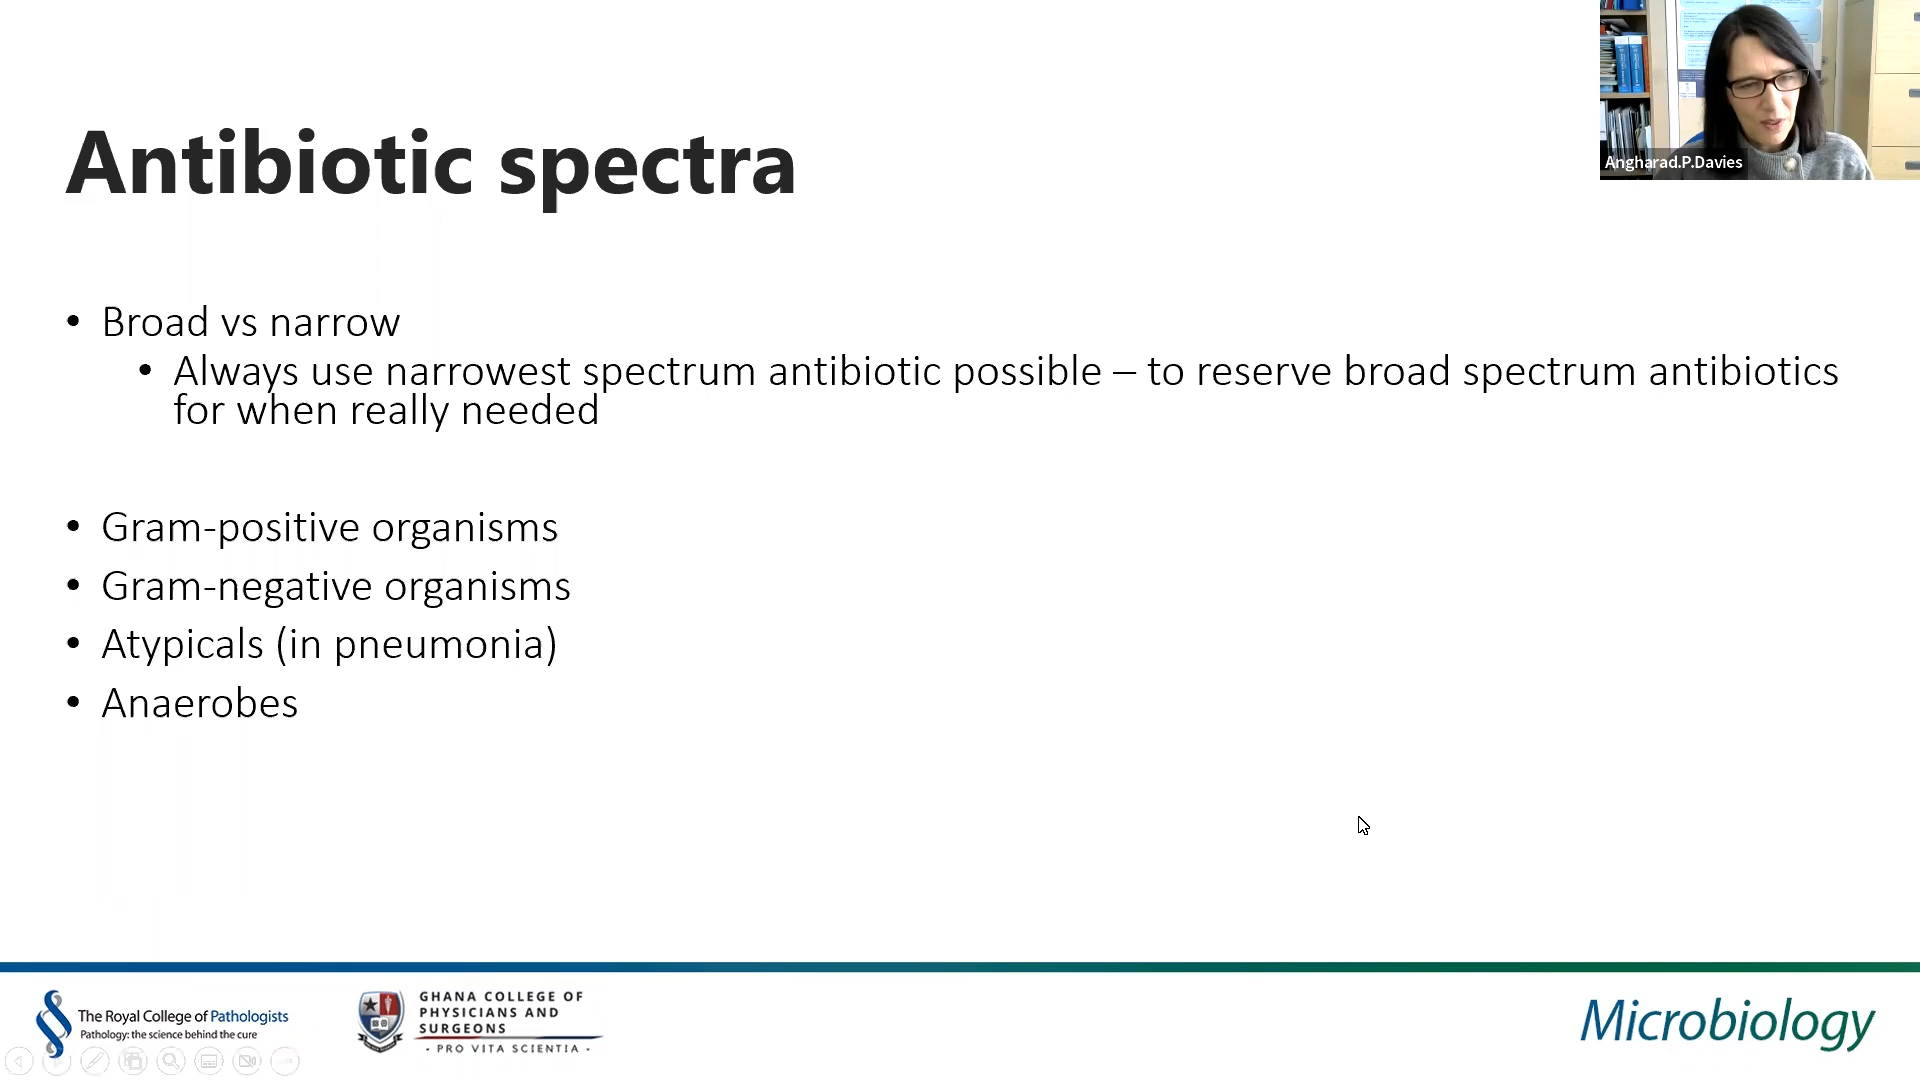 Angharad.P.Davies
Antibiotic spectra
• Broad vs narrow
• Always use narrowest spectrum antibiotic possible – to reserve broad spectrum antibiotics
for when really needed
• Gram-positive organisms
• Gram-negative organisms
• Atypicals (in pneumonia)
• Anaerobes
The Royal College of Pathologists
Pathology: the science behind the cure
GHANA COLLEGE OF
PHYSICIANS AND
SURGEONS
- PRO VITA SCIENTIA -
Microbiology